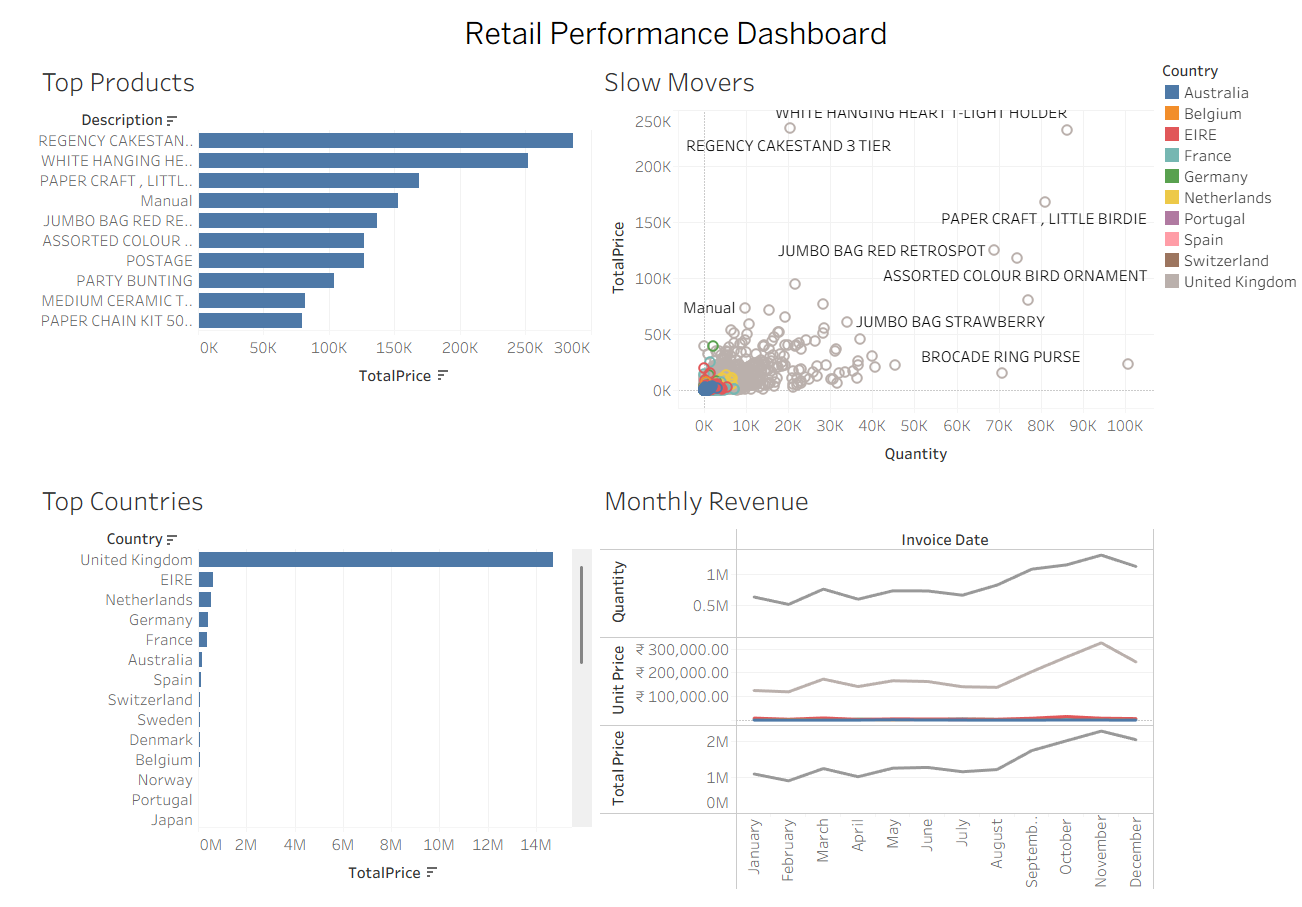 Retail Performance Dashboard
Top Products
Description
REGENCY CAKESTAN..
WHITE HANGING HE..
PAPER CRAFT , LITTL..
Manual
JUMBO BAG RED RE..
ASSORTED COLOUR ..
POSTAGE
PARTY BUNTING
MEDIUM CERAMIC T..
PAPER CHAIN KIT 50..
0K 50K 100K 150K 200K 250K 300K
TotalPrice
Slow Movers
TotalPrice
250K
200K
150K
100K
50K
0K
WHITE HANGING HEART T-LIGHT HOLDER
REGENCY CAKESTAND 3 TIER
PAPER CRAFT , LITTLE BIRDIE
JUMBO BAG RED RETROSPOT
ASSORTED COLOUR BIRD ORNAMENT
Manual
JUMBO BAG STRAWBERRY
BROCADE RING PURSE
0K 10K 20K 30K 40K 50K 60K 70K 80K 90K 100K
Quantity
Country
Australia
Belgium
EIRE
France
Germany
Netherlands
Portugal
Spain
Switzerland
United Kingdom
Top Countries
Country
United Kingdom
EIRE
Netherlands
Germany
France
Australia
Spain
Switzerland
Sweden
Denmark
Belgium
Norway
Portugal
Japan
0M 2M 4M 6M 8M 10M 12M 14M
TotalPrice
Monthly Revenue
Invoice Date
Quantity
1M
0.5M
Unit Price
₹ 300,000.00
₹ 200,000.00
₹ 100,000.00
Total Price
2M
1M
0M
January
February
March
April
May
June
July
August
Septemb..
October
November
December